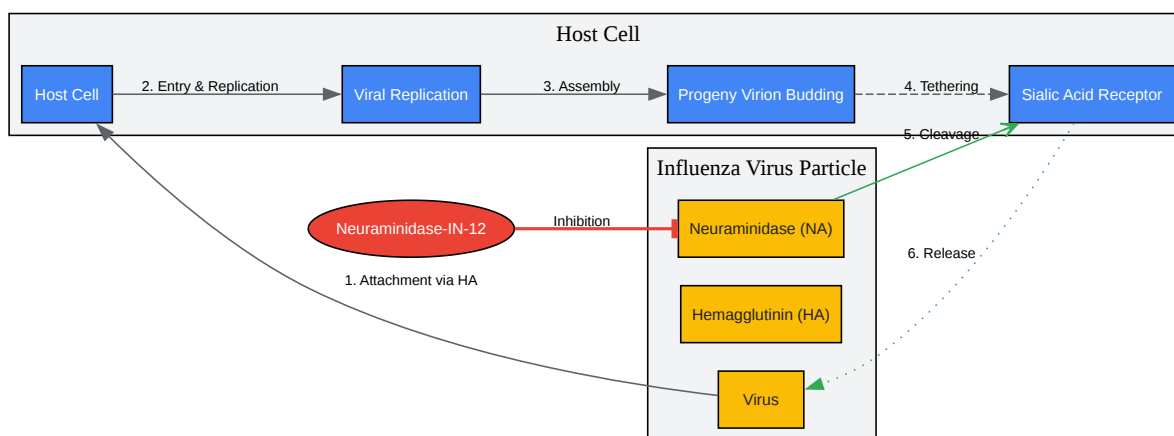 Host Cell
Host Cell
2. Entry & Replication
Viral Replication
3. Assembly
Progeny Virion Budding
4. Tethering
Sialic Acid Receptor
5. Cleavage
Influenza Virus Particle
Neuraminidase-IN-12
Inhibition
Neuraminidase (NA)
6. Release
1. Attachment via HA
Hemagglutinin (HA)
Virus